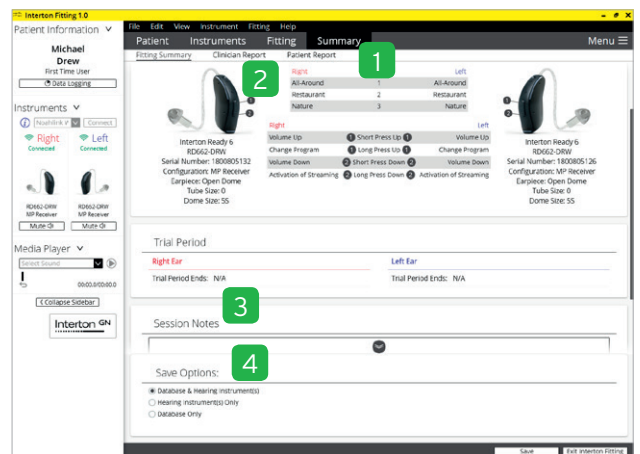 Interton Fitting 1.0
Patient Information
File Edit View Instrument Fitting Help
Patient Instruments Fitting Summary Menu
Fitting Summary Clinician Report Patient Report
Michael
Drew
First Time User
Data Logging
Instruments
Noahlink Connect
Right Left
Connected Connected
RD662-DRW RD662-DRW
MP Receiver MP Receiver
Mute Mute
Media Player
Select Sound
00:00.0/00:00.0
Collapse Sidebar
Interton GN
1
2
Right Left
All-Around 1 All-Around
Restaurant 2 Restaurant
Nature 3 Nature
Right Left
Volume Up 1 Short Press Up 1 Volume Up
Change Program 1 Long Press Up 1 Change Program
Volume Down 2 Short Press Down 2 Volume Down
Activation of Streaming 2 Long Press Down 2 Activation of Streaming
1
2
Interton Ready 6
RD662-DRW
Serial Number: 1800805132
Configuration: MP Receiver
Earpiece: Open Dome
Tube Size: 0
Dome Size: 55
1
2
Interton Ready 6
RD662-DRW
Serial Number: 1800805126
Configuration: MP Receiver
Earpiece: Open Dome
Tube Size: 0
Dome Size: 55
Trial Period
Right Ear Left Ear
Trial Period Ends: N/A Trial Period Ends: N/A
3
Session Notes
4
Save Options:
Database & Hearing Instrument(s)
Hearing Instrument(s) Only
Database Only
Save Exit Interton Fitting